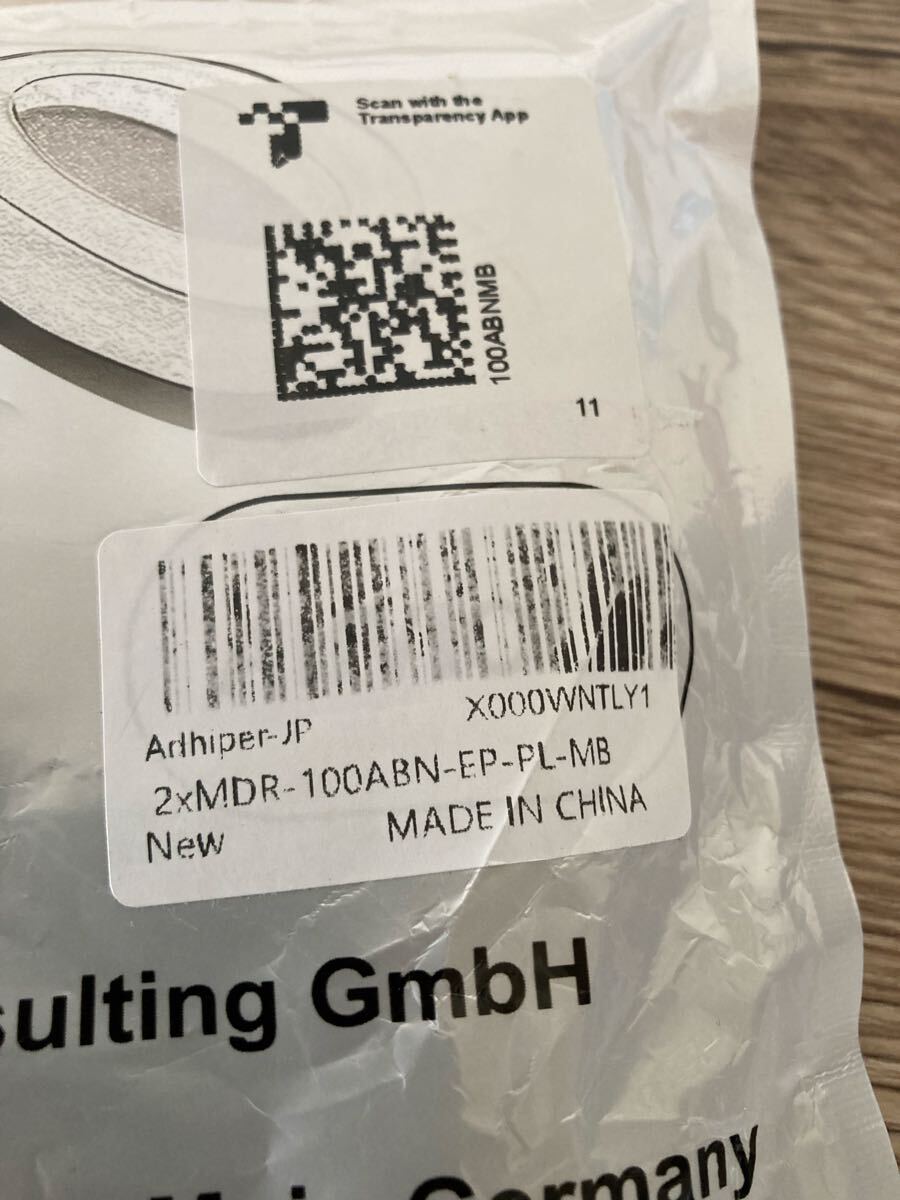 Scan with the
Transparency App
100ABNMB
11
X000WNTLY1
Adhiper-JP
2xMDR-100ABN-EP-PL-MB
New
MADE IN CHINA
sulting GmbH
Germany